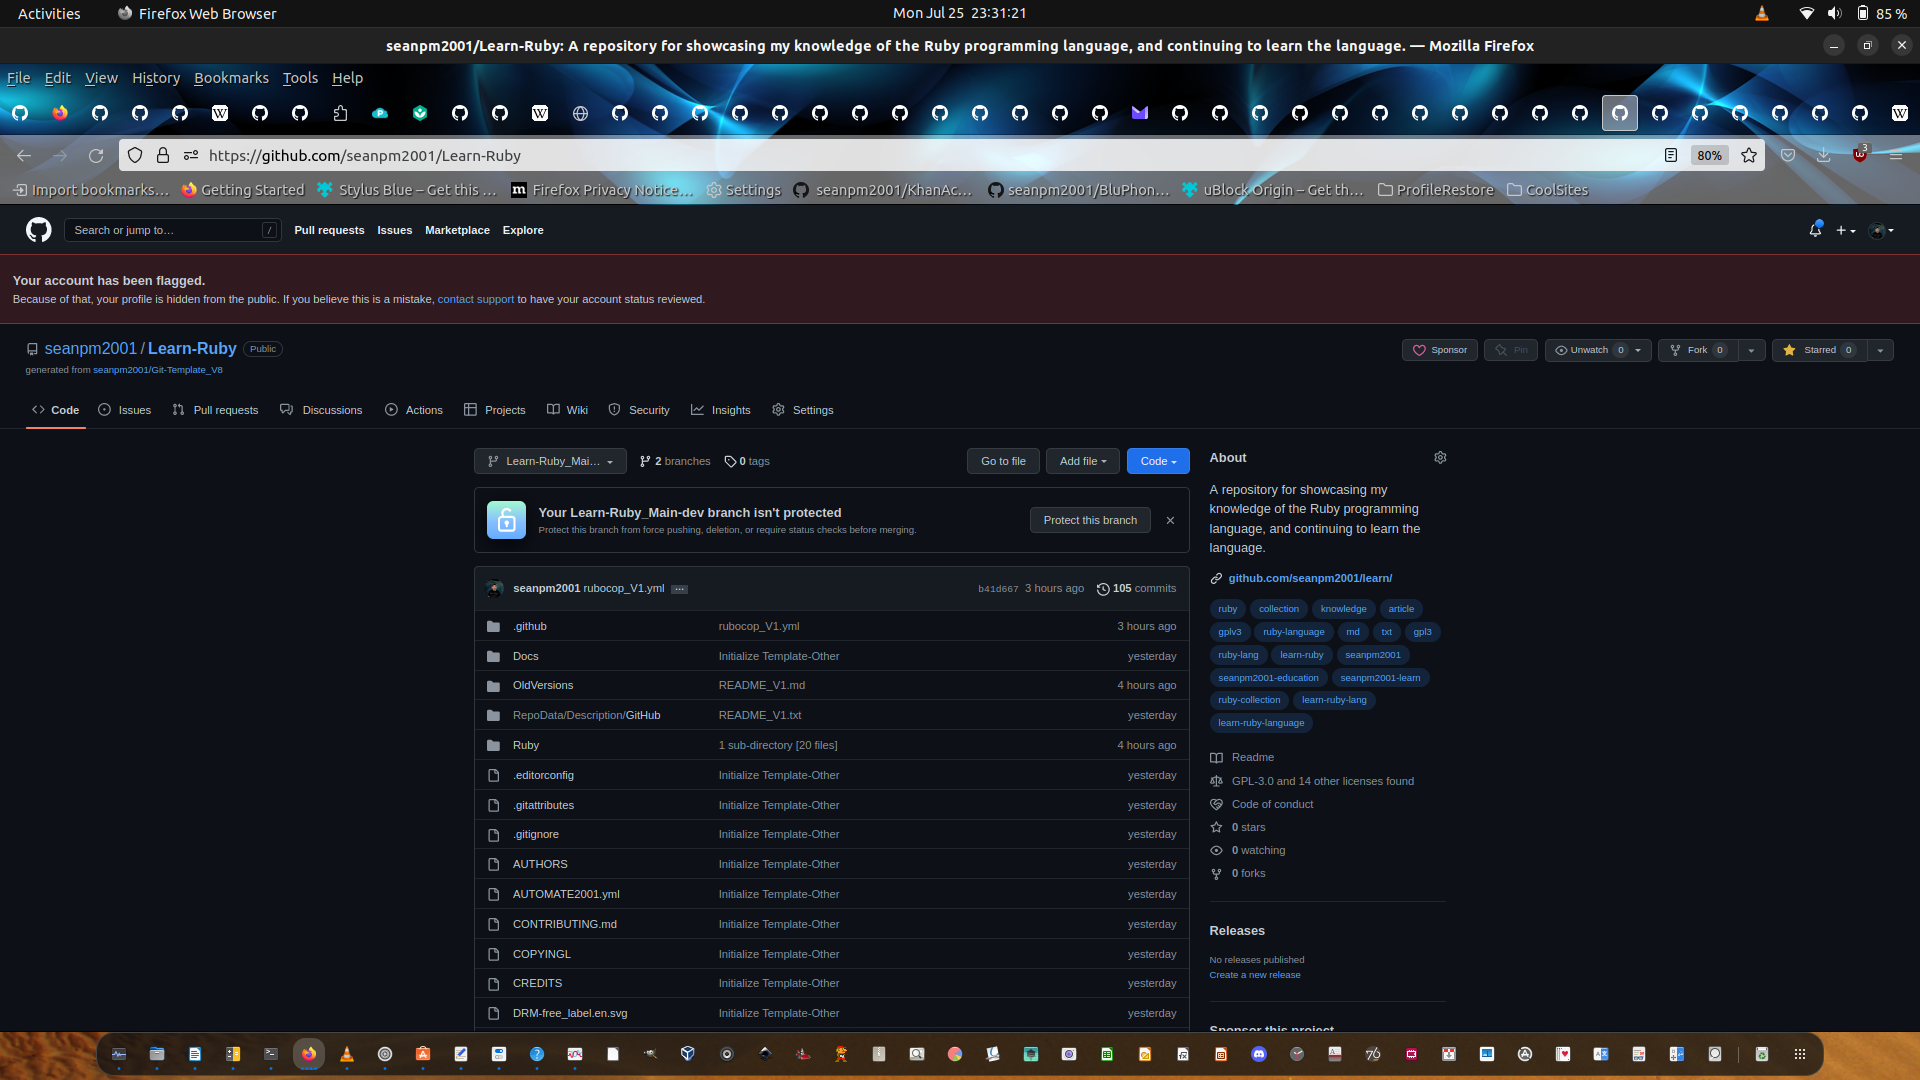 Activities Firefox Web Browser Mon Jul 25 23:31:21 85 %
seanpm2001/Learn-Ruby: A repository for showcasing my knowledge of the Ruby programming language, and continuing to learn the language. — Mozilla Firefox
File Edit View History Bookmarks Tools Help
https://github.com/seanpm2001/Learn-Ruby 80% 3
Import bookmarks… Getting Started Stylus Blue – Get this … Firefox Privacy Notice… Settings seanpm2001/KhanAc… seanpm2001/BluPhon… uBlock Origin – Get th… ProfileRestore CoolSites
Search or jump to… / Pull requests Issues Marketplace Explore
Your account has been flagged.
Because of that, your profile is hidden from the public. If you believe this is a mistake, contact support to have your account status reviewed.
seanpm2001 / Learn-Ruby Public Sponsor Pin Unwatch 0 Fork 0 Starred 0
generated from seanpm2001/Git-Template_V8
Code Issues Pull requests Discussions Actions Projects Wiki Security Insights Settings
Learn-Ruby_Mai… 2 branches 0 tags Go to file Add file Code
Your Learn-Ruby_Main-dev branch isn't protected
Protect this branch from force pushing, deletion, or require status checks before merging.
Protect this branch
seanpm2001 rubocop_V1.yml … b41d667 3 hours ago 105 commits
.github rubocop_V1.yml 3 hours ago
Docs Initialize Template-Other yesterday
OldVersions README_V1.md 4 hours ago
RepoData/Description/GitHub README_V1.txt yesterday
Ruby 1 sub-directory [20 files] 4 hours ago
.editorconfig Initialize Template-Other yesterday
.gitattributes Initialize Template-Other yesterday
.gitignore Initialize Template-Other yesterday
AUTHORS Initialize Template-Other yesterday
AUTOMATE2001.yml Initialize Template-Other yesterday
CONTRIBUTING.md Initialize Template-Other yesterday
COPYINGL Initialize Template-Other yesterday
CREDITS Initialize Template-Other yesterday
DRM-free_label.en.svg Initialize Template-Other yesterday
About
A repository for showcasing my
knowledge of the Ruby programming
language, and continuing to learn the
language.
github.com/seanpm2001/learn/
ruby collection knowledge article
gplv3 ruby-language md txt gpl3
ruby-lang learn-ruby seanpm2001
seanpm2001-education seanpm2001-learn
ruby-collection learn-ruby-lang
learn-ruby-language
Readme
GPL-3.0 and 14 other licenses found
Code of conduct
0 stars
0 watching
0 forks
Releases
No releases published
Create a new release
Sponsor this project